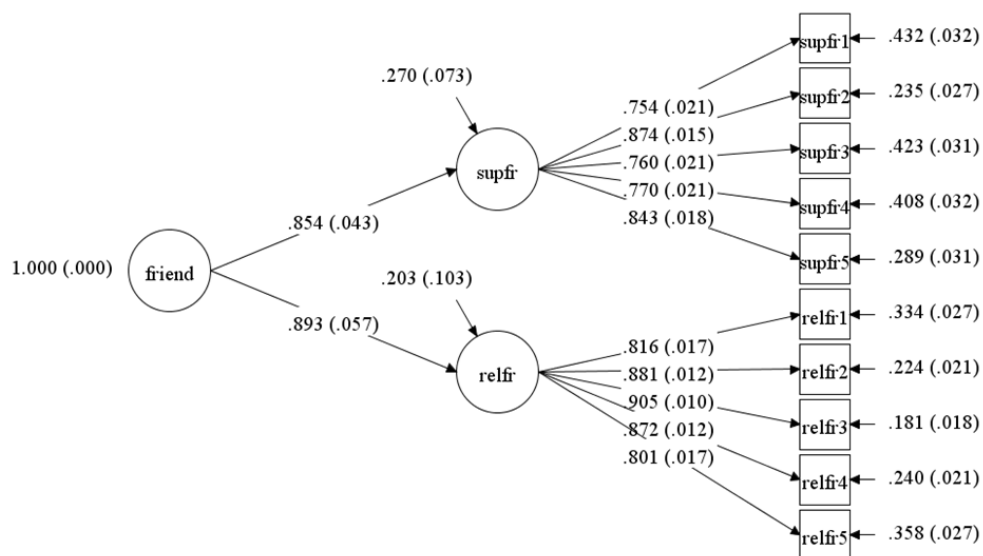 supfr1
.432 (.032)
.270 (.073)
supfr2
.235 (.027)
.754 (.021)
.874 (.015)
supfr3
.423 (.031)
.760 (.021)
supfr
.770 (.021)
supfr4
.408 (.032)
.843 (.018)
.854 (.043)
supfr5
.289 (.031)
1.000 (.000)
friend
.203 (.103)
relfr1
.334 (.027)
.893 (.057)
.816 (.017)
relfr2
.224 (.021)
.881 (.012)
relfr
.905 (.010)
relfr3
.181 (.018)
.872 (.012)
.801 (.017)
relfr4
.240 (.021)
relfr5
.358 (.027)